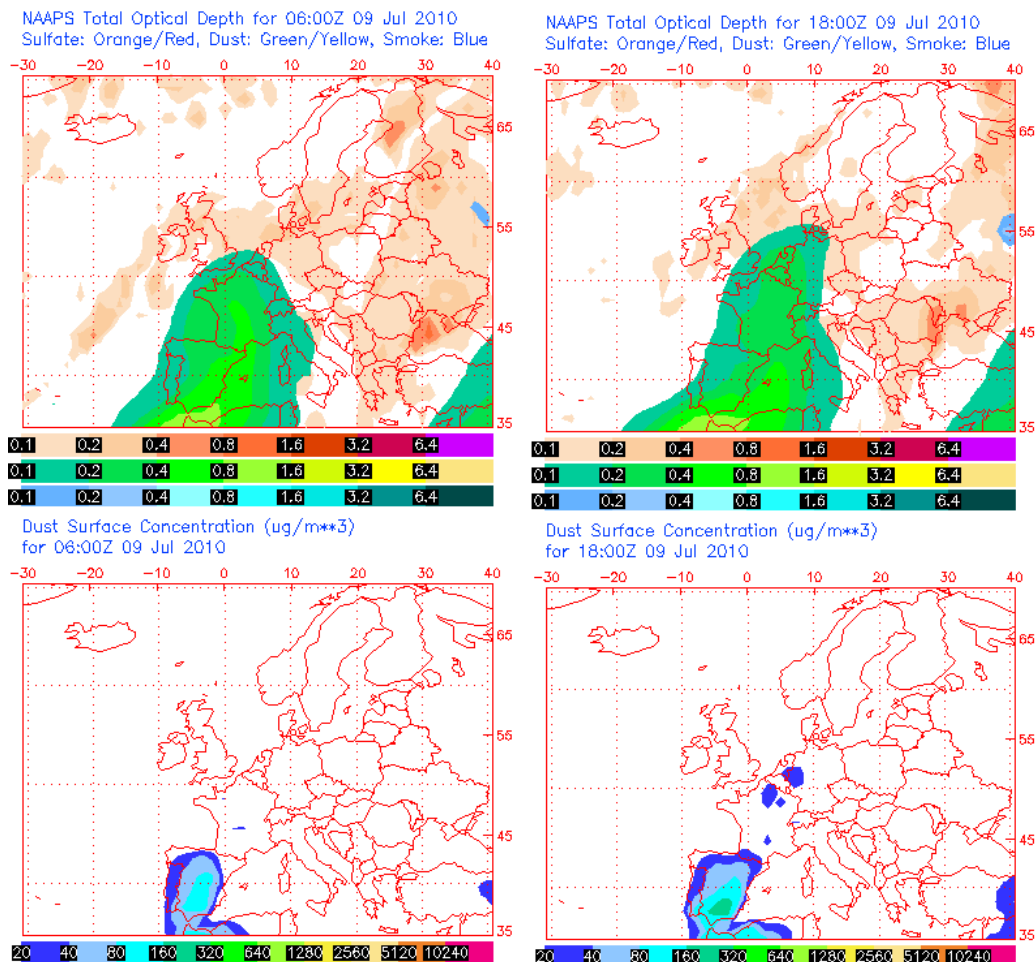 NAAPS Total Optical Depth for 06:00Z 09 Jul 2010
Sulfate: Orange/Red, Dust: Green/Yellow, Smoke: Blue
-30 -20 -10 0 10 20 30 40
65
55
45
35
0.1 0.2 0.4 0.8 1.6 3.2 6.4
0.1 0.2 0.4 0.8 1.6 3.2 6.4
0.1 0.2 0.4 0.8 1.6 3.2 6.4
NAAPS Total Optical Depth for 18:00Z 09 Jul 2010
Sulfate: Orange/Red, Dust: Green/Yellow, Smoke: Blue
-30 -20 -10 0 10 20 30 40
65
55
45
35
0.1 0.2 0.4 0.8 1.6 3.2 6.4
0.1 0.2 0.4 0.8 1.6 3.2 6.4
0.1 0.2 0.4 0.8 1.6 3.2 6.4
Dust Surface Concentration (ug/m**3)
for 06:00Z 09 Jul 2010
-30 -20 -10 0 10 20 30 40
65
55
45
35
20 40 80 160 320 640 1280 2560 5120 10240
Dust Surface Concentration (ug/m**3)
for 18:00Z 09 Jul 2010
-30 -20 -10 0 10 20 30 40
65
55
45
35
20 40 80 160 320 640 1280 2560 5120 10240